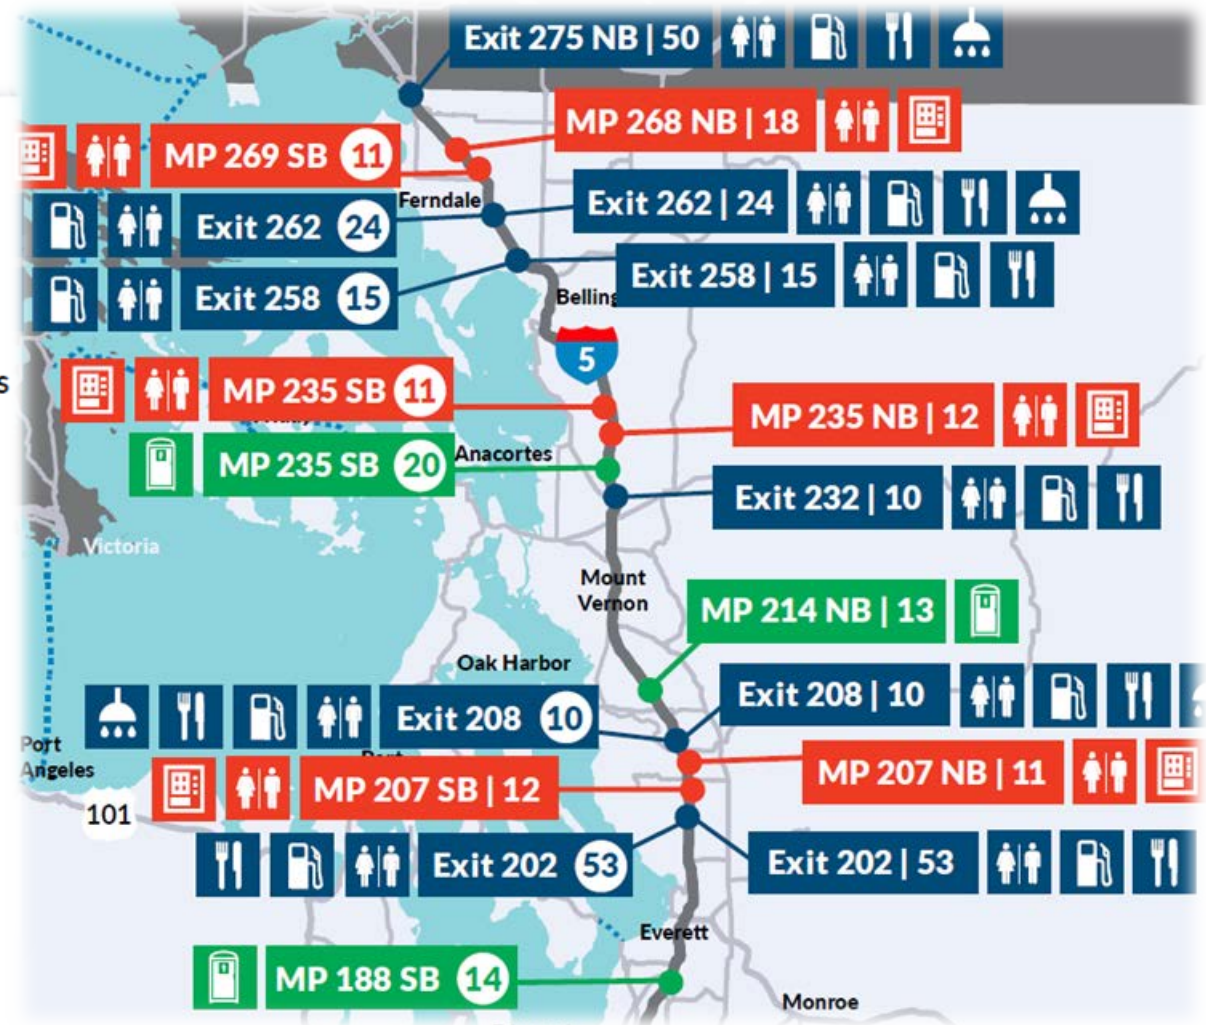 Exit 275 NB | 50
MP 268 NB | 18
MP 269 SB 11
Ferndale
Exit 262 24
Exit 262 | 24
Exit 258 15
Exit 258 | 15
Belling
5
S
MP 235 SB 11
MP 235 NB | 12
MP 235 SB 20
Anacortes
Exit 232 | 10
Victoria
Mount
Vernon
MP 214 NB | 13
Oak Harbor
Exit 208 | 10
Exit 208 10
Port
Angeles
MP 207 NB | 11
MP 207 SB | 12
101
Exit 202 53
Exit 202 | 53
Everett
MP 188 SB 14
Monroe